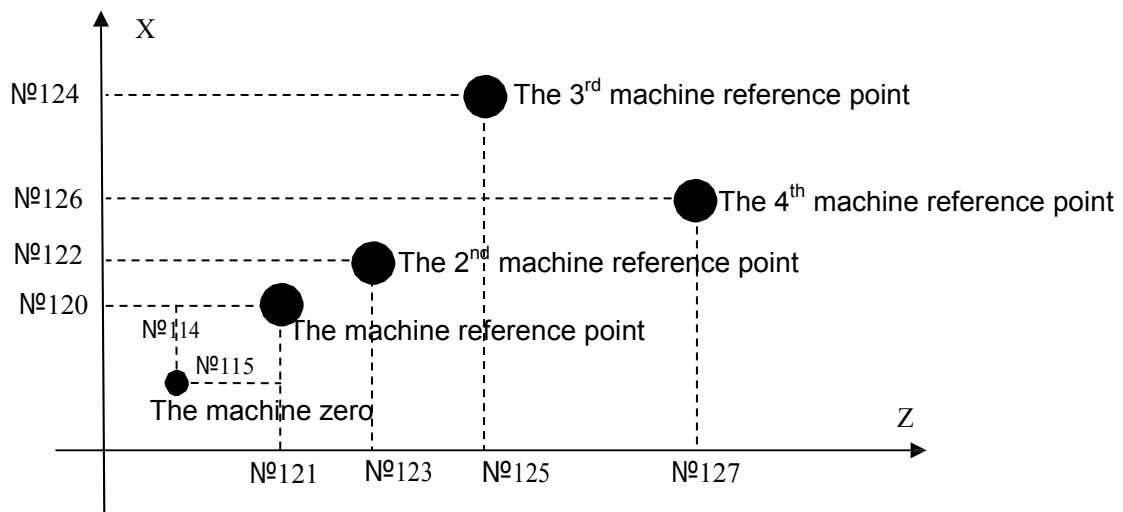 X
№124
The 3rd machine reference point
№126
The 4th machine reference point
№122
The 2nd machine reference point
№120
The machine reference point
№114
№115
The machine zero
Z
№121
№123
№125
№127